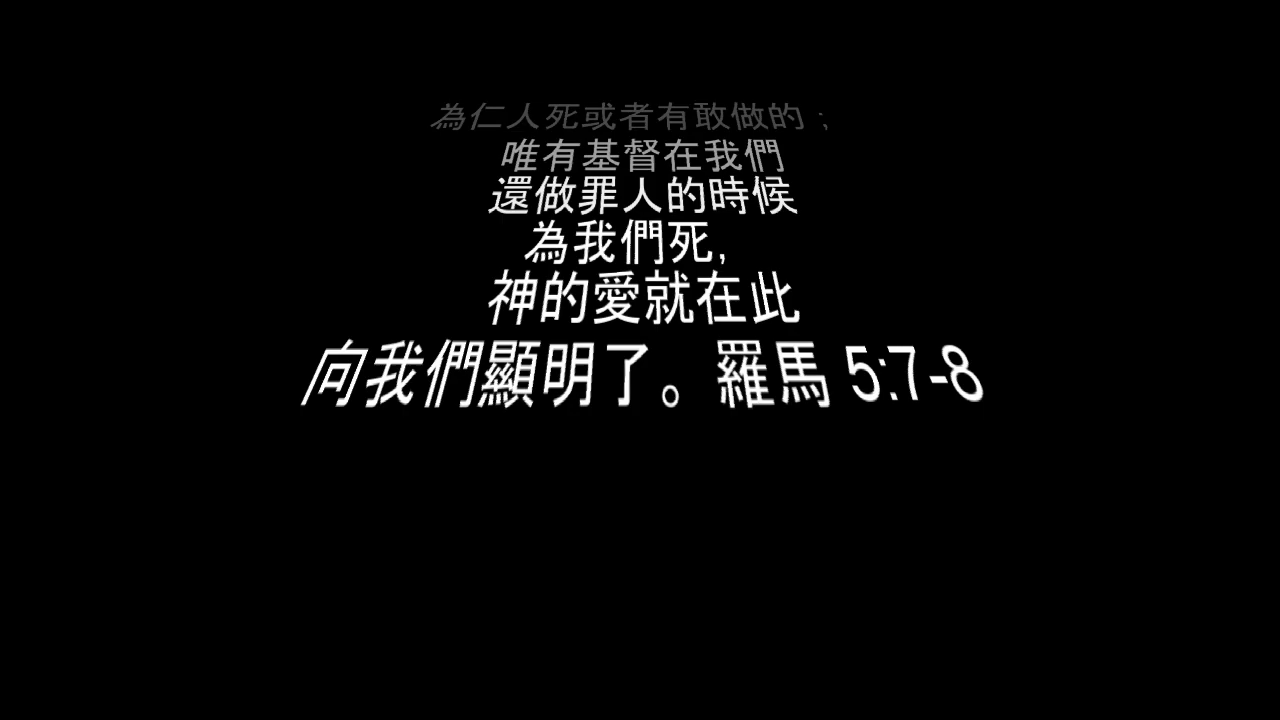 為仁人死或者有敢做的；
唯有基督在我們
還做罪人的時候
為我們死，
神的愛就在此
向我們顯明了。羅馬 5:7-8